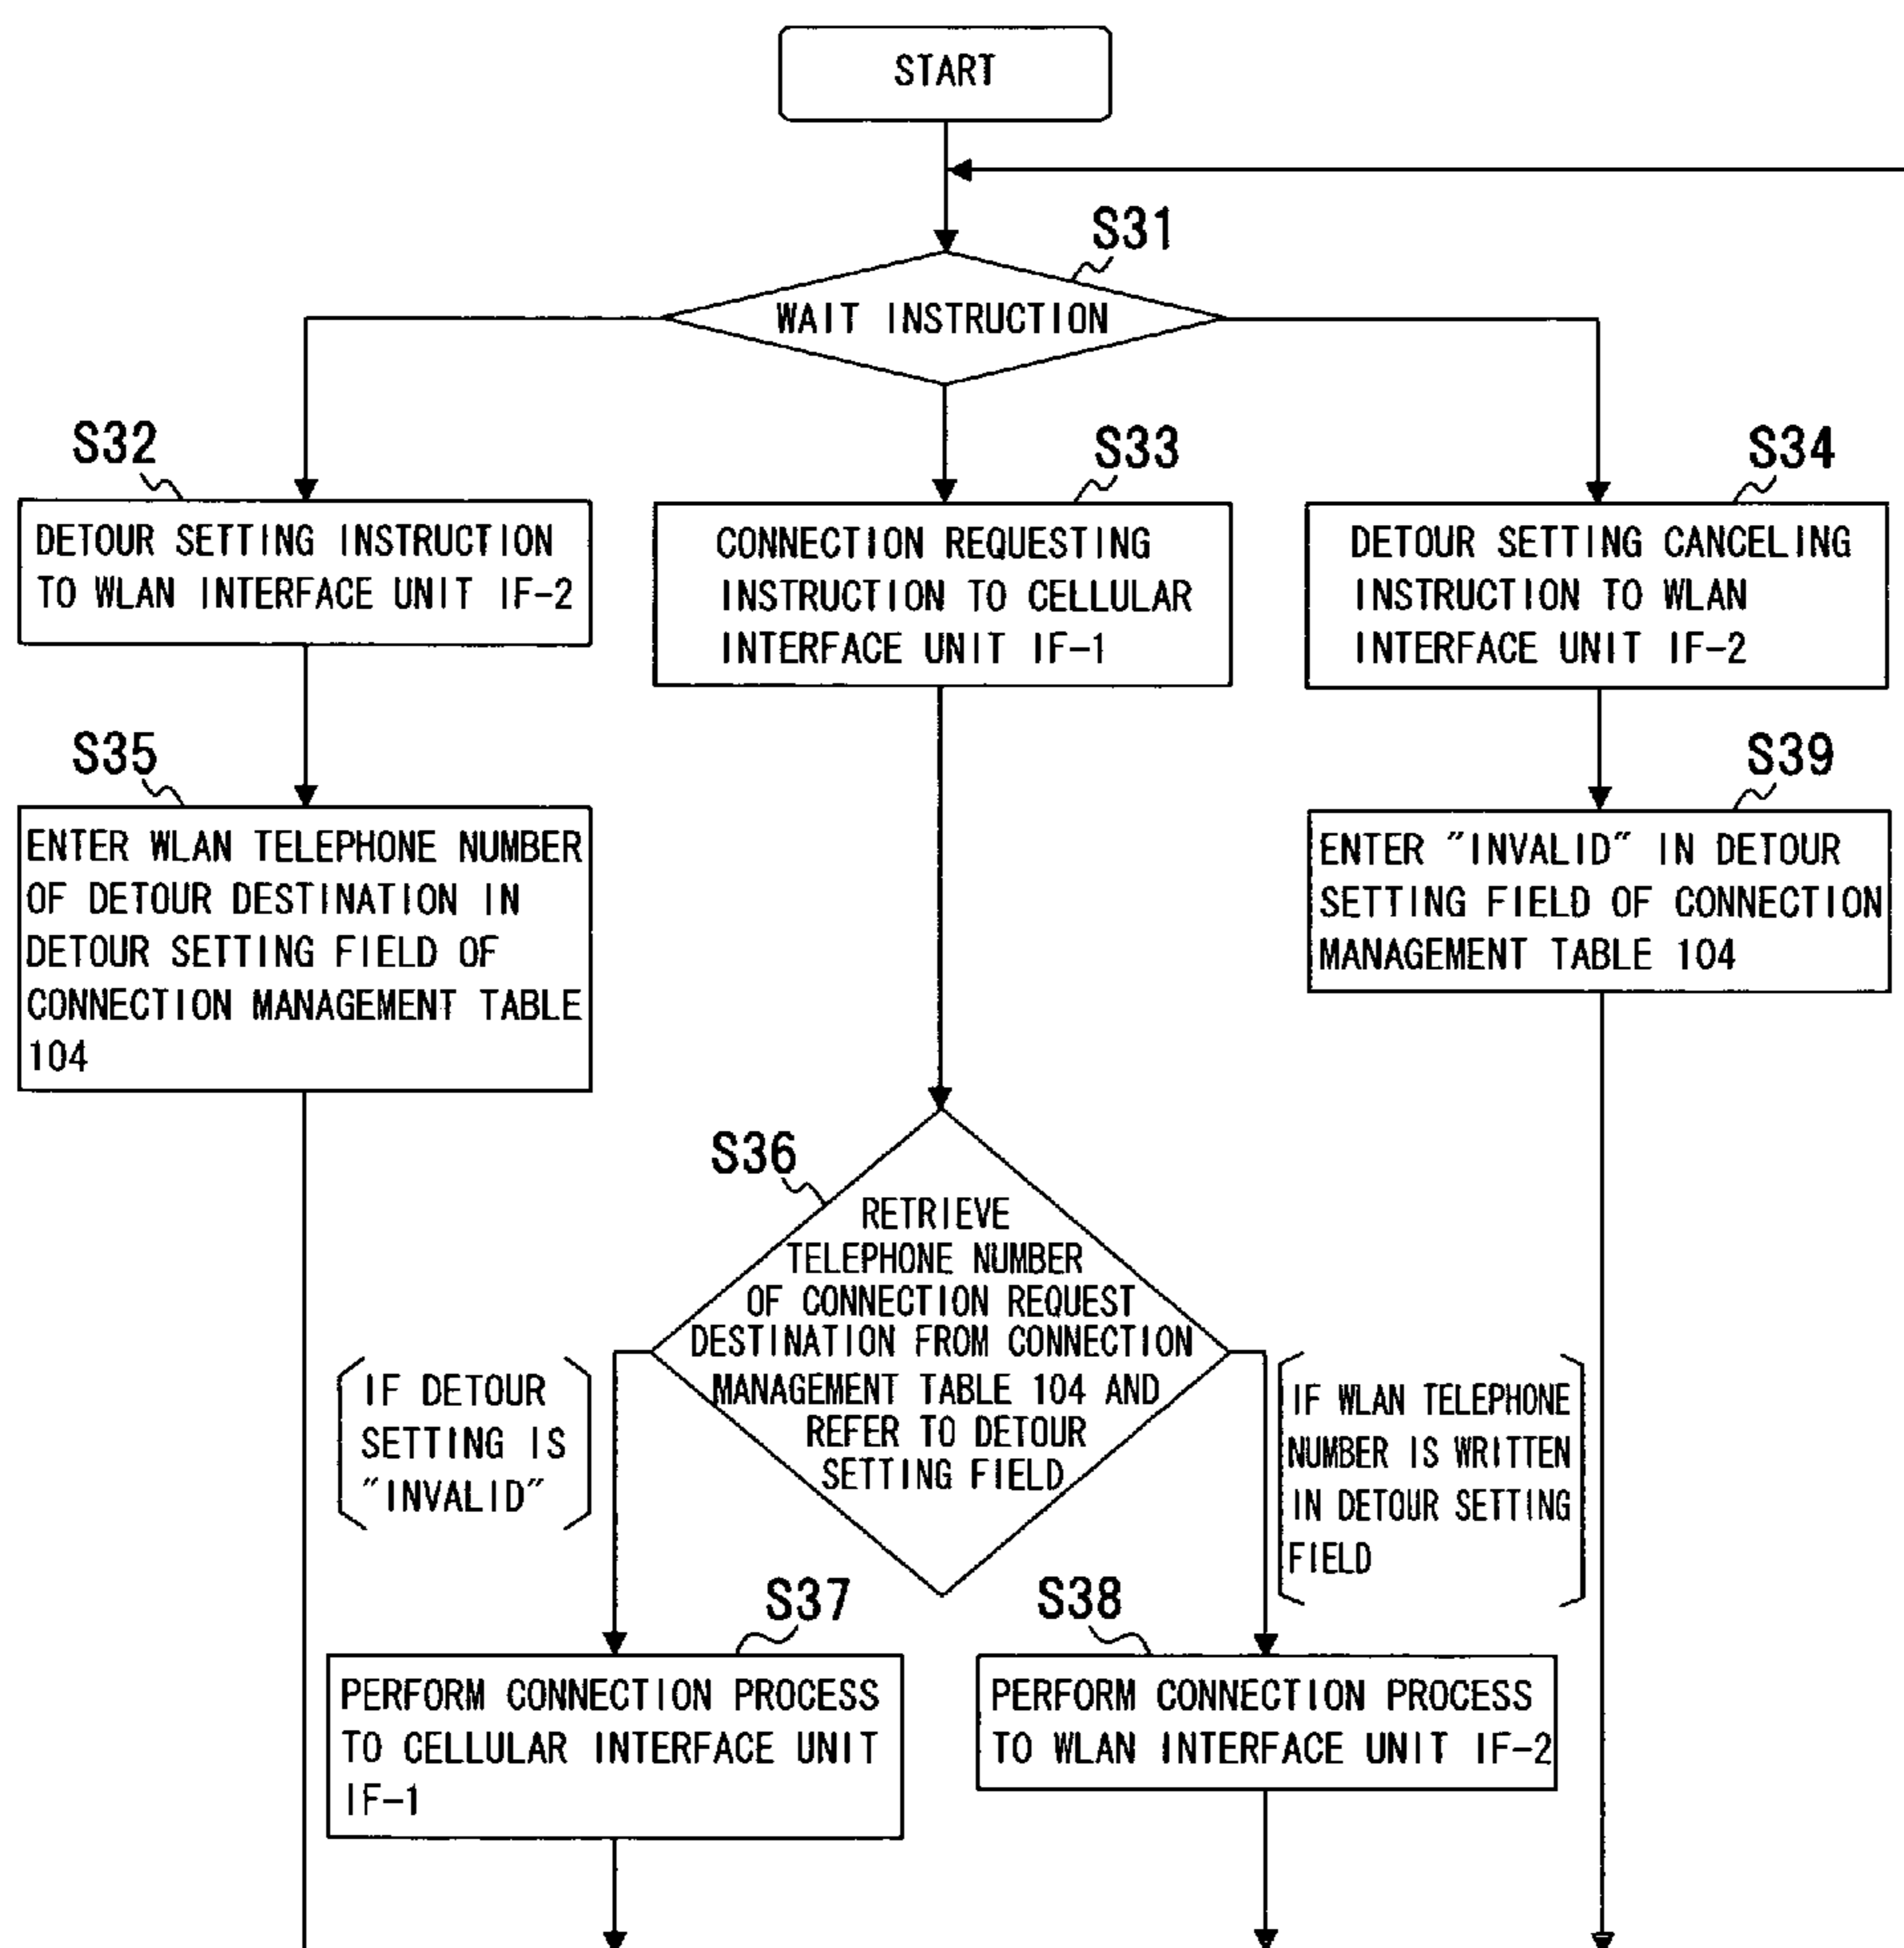 START
S31
WAIT INSTRUCTION
S32
DETOUR SETTING INSTRUCTION
TO WLAN INTERFACE UNIT IF-2
S33
CONNECTION REQUESTING
INSTRUCTION TO CELLULAR
INTERFACE UNIT IF-1
S34
DETOUR SETTING CANCELING
INSTRUCTION TO WLAN
INTERFACE UNIT IF-2
S35
ENTER WLAN TELEPHONE NUMBER
OF DETOUR DESTINATION IN
DETOUR SETTING FIELD OF
CONNECTION MANAGEMENT TABLE
104
S39
ENTER "INVALID" IN DETOUR
SETTING FIELD OF CONNECTION
MANAGEMENT TABLE 104
S36
RETRIEVE
TELEPHONE NUMBER
OF CONNECTION REQUEST
DESTINATION FROM CONNECTION
MANAGEMENT TABLE 104 AND
REFER TO DETOUR
SETTING FIELD
IF DETOUR
SETTING IS
"INVALID"
IF WLAN TELEPHONE
NUMBER IS WRITTEN
IN DETOUR SETTING
FIELD
S37
PERFORM CONNECTION PROCESS
TO CELLULAR INTERFACE UNIT
IF-1
S38
PERFORM CONNECTION PROCESS
TO WLAN INTERFACE UNIT IF-2